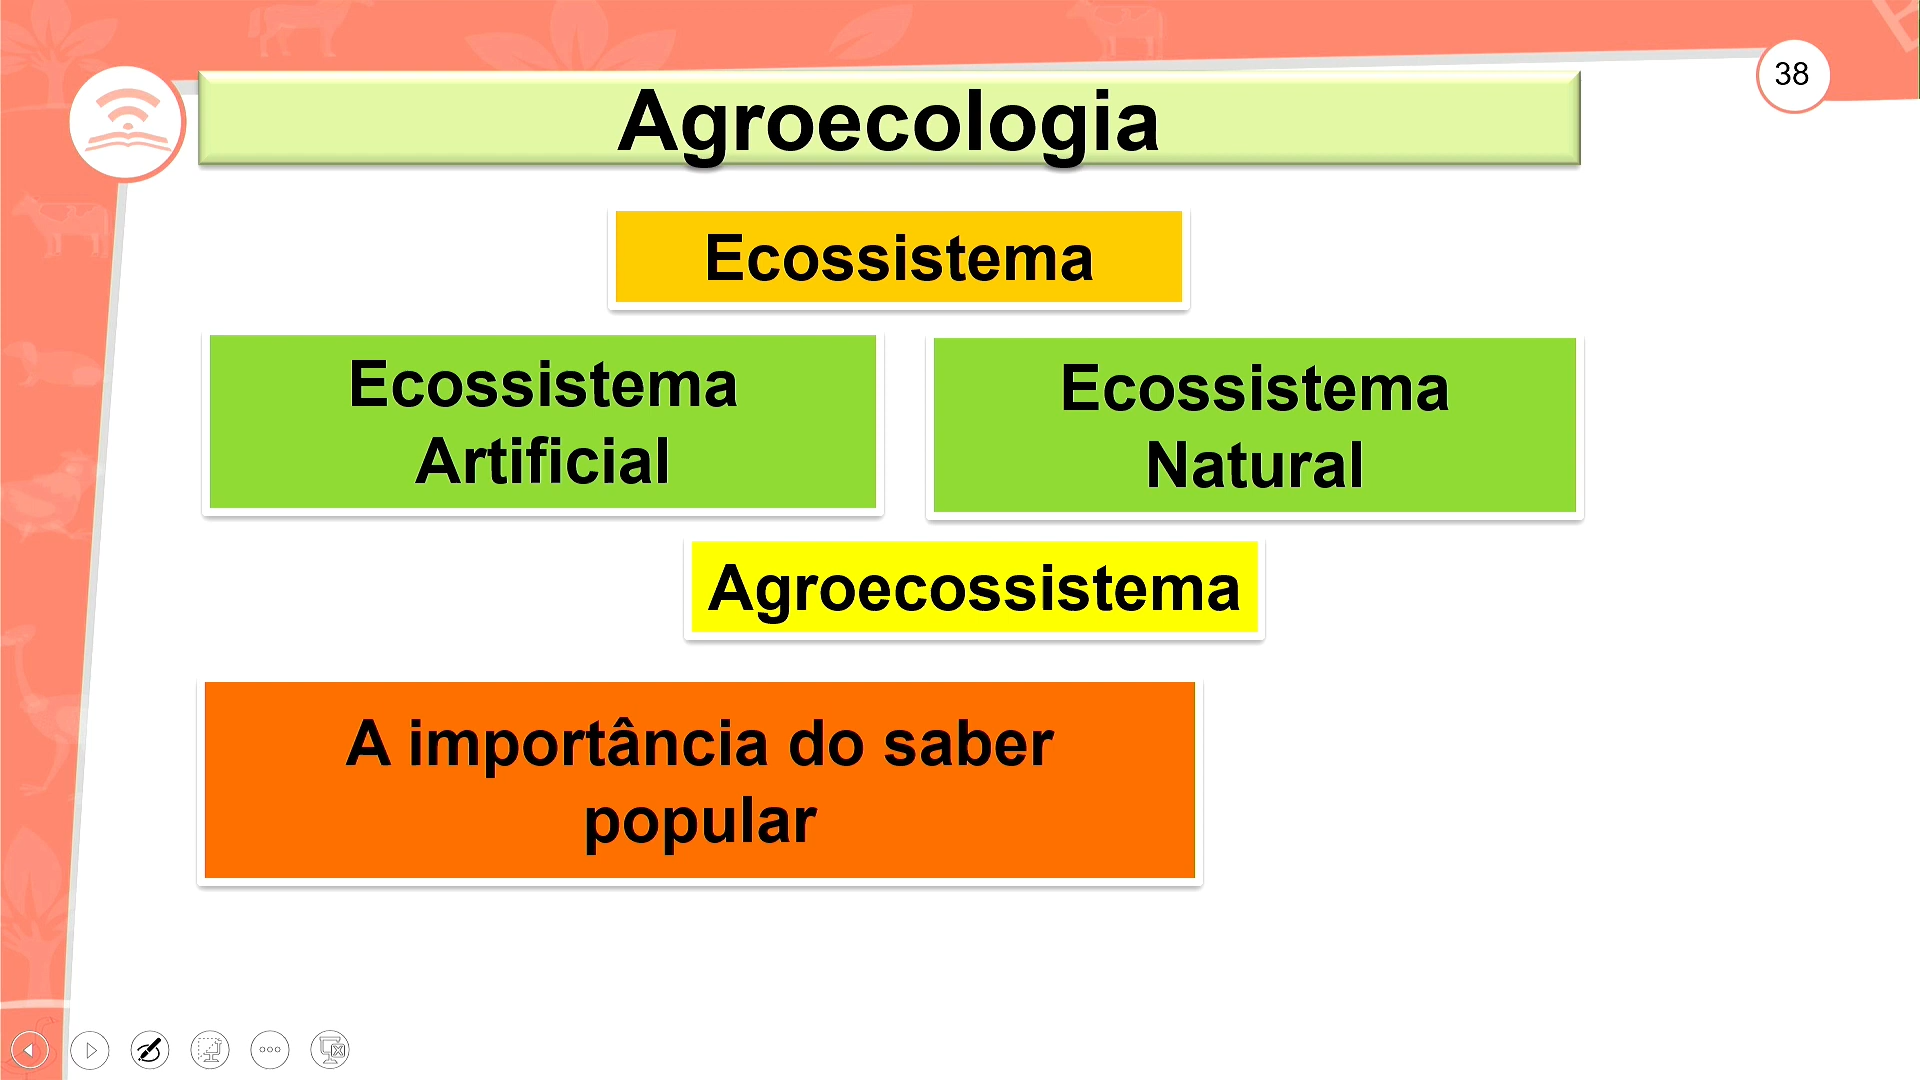 38
Agroecologia
Ecossistema
Ecossistema
Artificial
Ecossistema
Natural
Agroecossistema
A importância do saber
popular